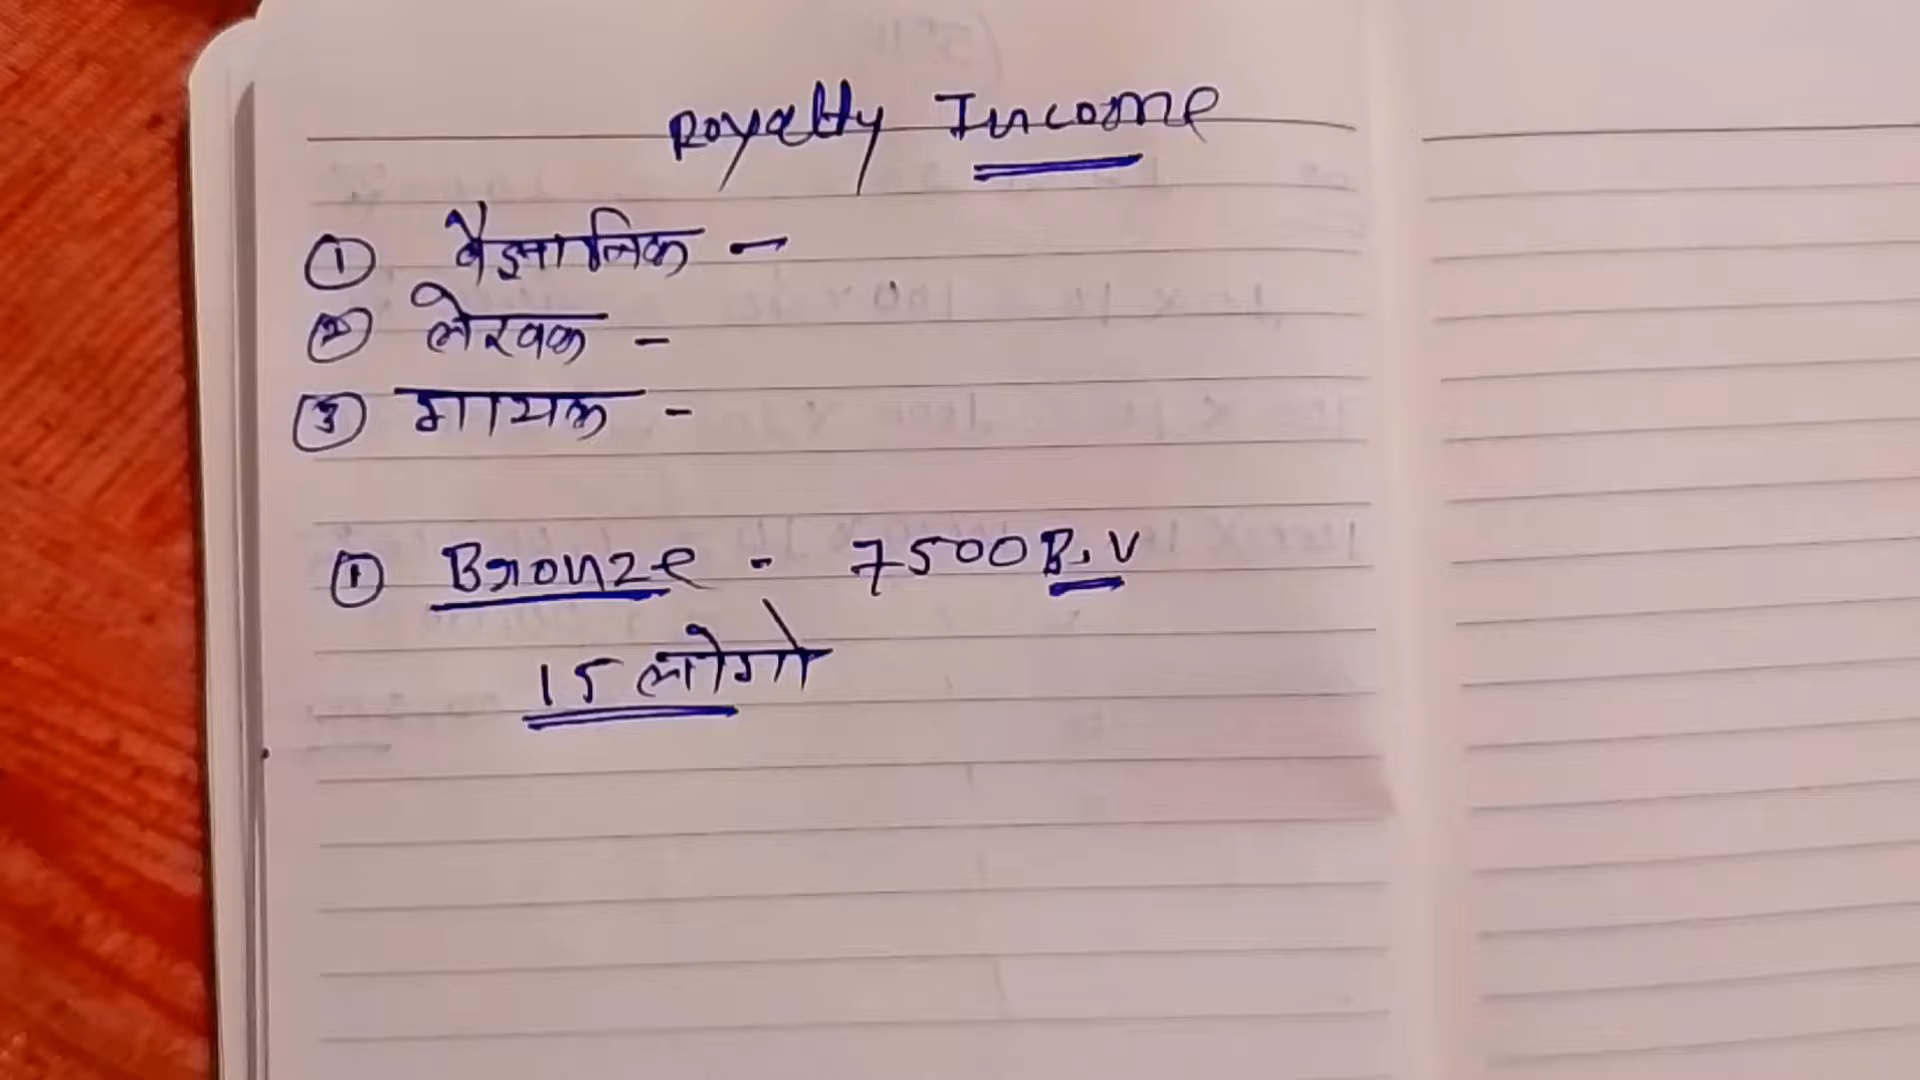 Royalty Income
① वैज्ञानिक -
② लेखक -
③ गायक -
① Bronze - 7500 B.V
15 लोगो